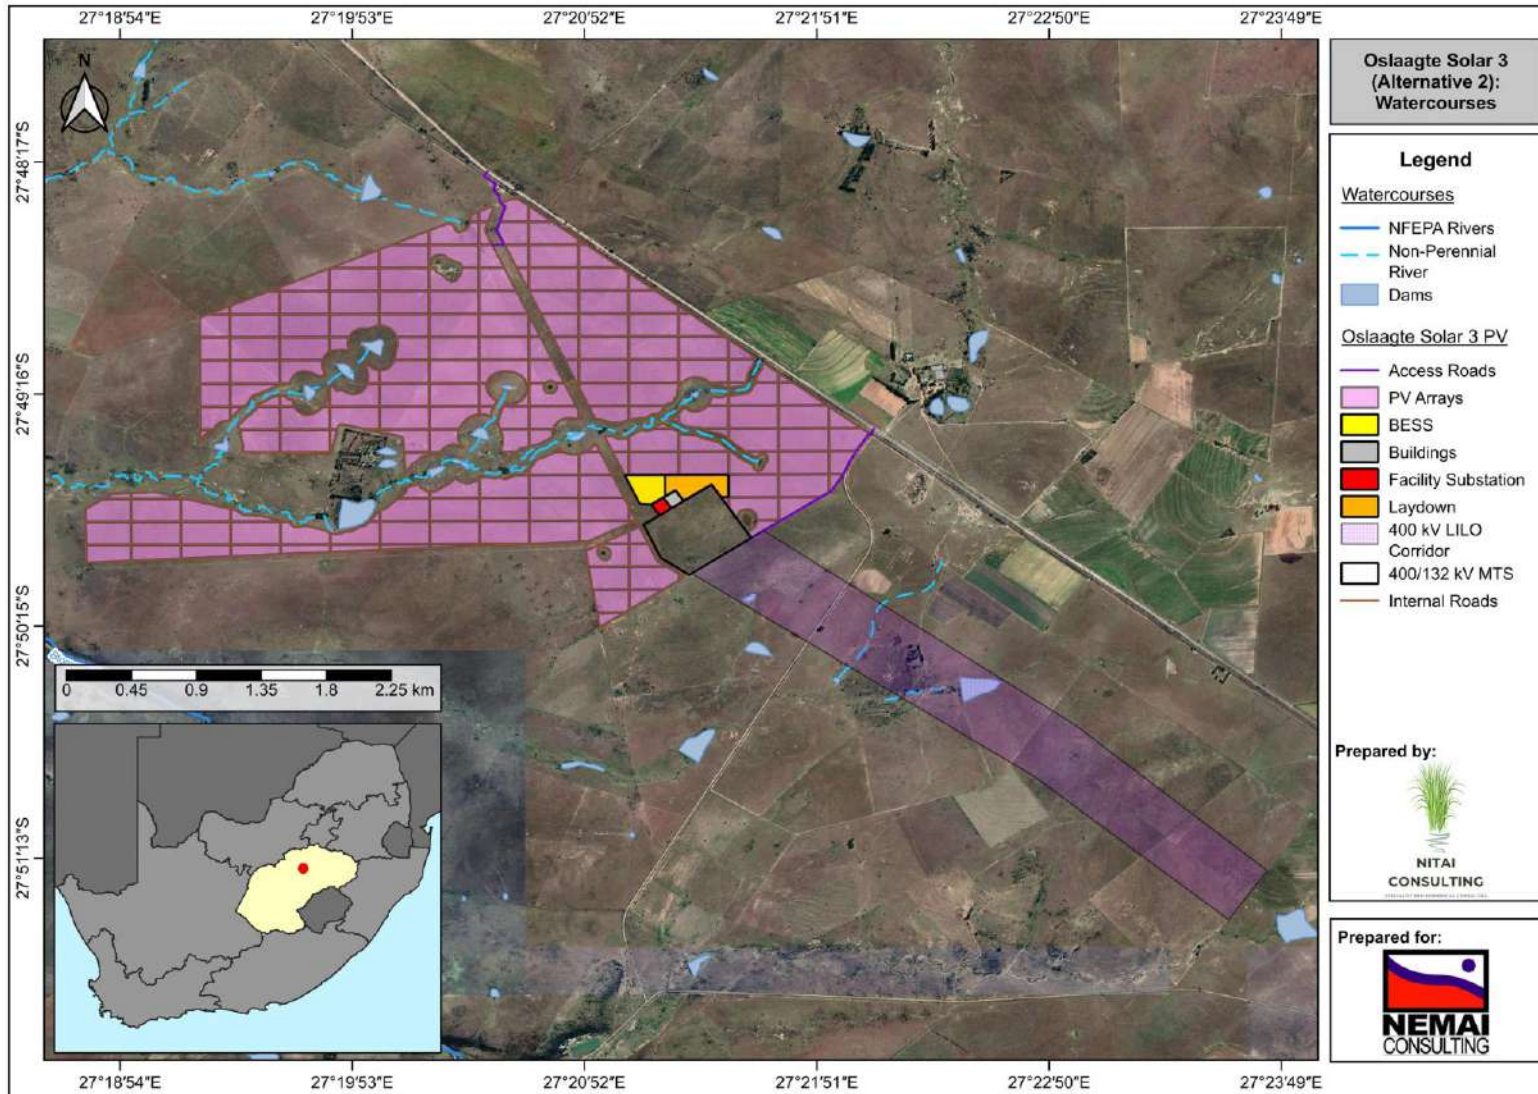 27°18'54"E 27°19'53"E 27°20'52"E 27°21'51"E 27°22'50"E 27°23'49"E
N
27°48'17"S
27°49'16"S
27°50'15"S
27°51'13"S
0 0.45 0.9 1.35 1.8 2.25 km
27°18'54"E 27°19'53"E 27°20'52"E 27°21'51"E 27°22'50"E 27°23'49"E
Oslaagte Solar 3
(Alternative 2):
Watercourses
Legend
Watercourses
NFEPA Rivers
Non-Perennial
River
Dams
Oslaagte Solar 3 PV
Access Roads
PV Arrays
BESS
Buildings
Facility Substation
Laydown
400 kV LILO
Corridor
400/132 kV MTS
Internal Roads
Prepared by:
NITAI
CONSULTING
Prepared for:
NEMAI
CONSULTING